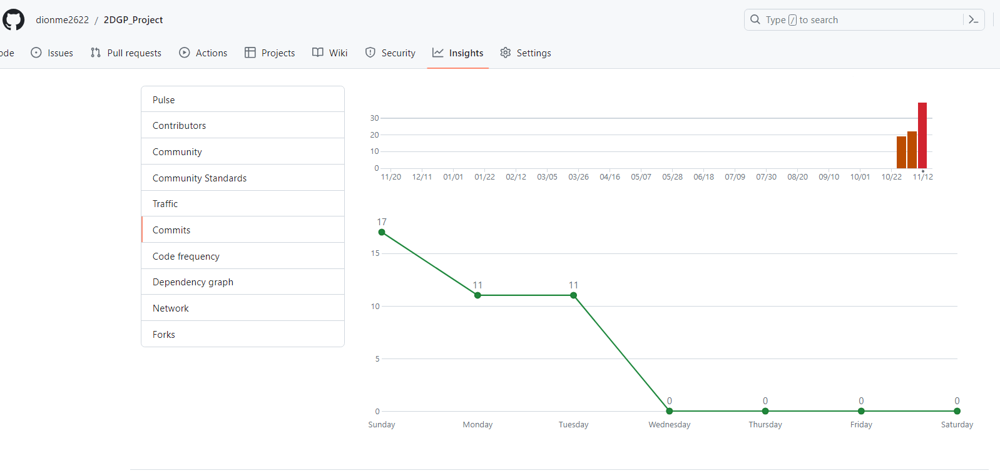 dionme2622 / 2DGP_Project
Type / to search
ode Issues Pull requests Actions Projects Wiki Security Insights Settings
Pulse
Contributors
Community
Community Standards
Traffic
Commits
Code frequency
Dependency graph
Network
Forks
30
20
10
0
11/20 12/11 01/01 01/22 02/12 03/05 03/26 04/16 05/07 05/28 06/18 07/09 07/30 08/20 09/10 10/01 10/22 11/12
17
15
11 11
10
5
0 0 0 0
0
Sunday Monday Tuesday Wednesday Thursday Friday Saturday